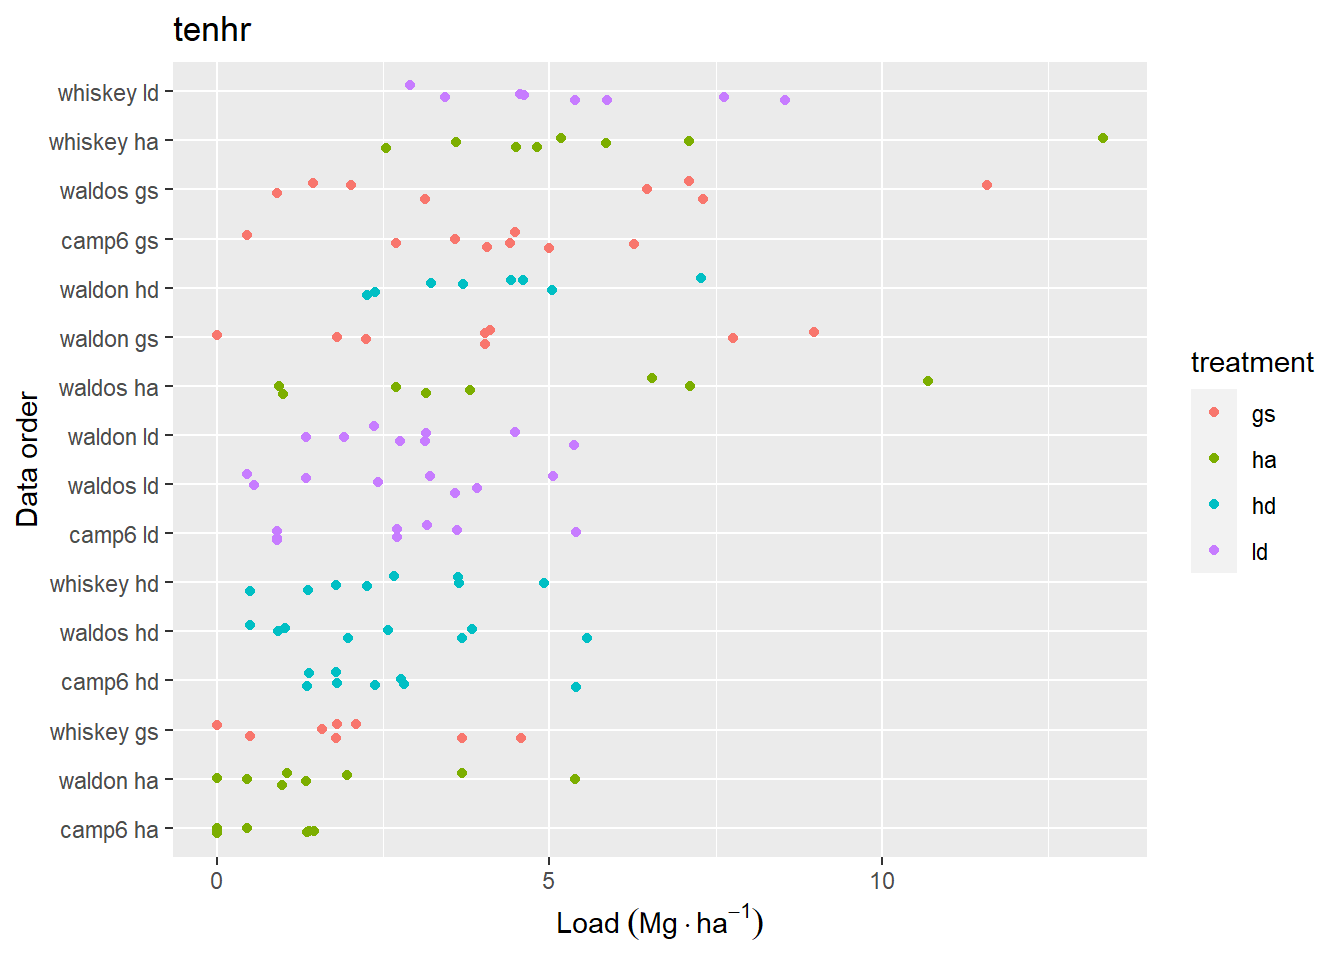 tenhr
whiskey ld
whiskey ha
waldos gs
camp6 gs
waldon hd
waldon gs
waldos ha
waldon ld
waldos ld
camp6 ld
whiskey hd
waldos hd
camp6 hd
whiskey gs
waldon ha
camp6 ha
Data order
0 5 10
Load (Mg · ha⁻¹)
treatment
gs
ha
hd
ld